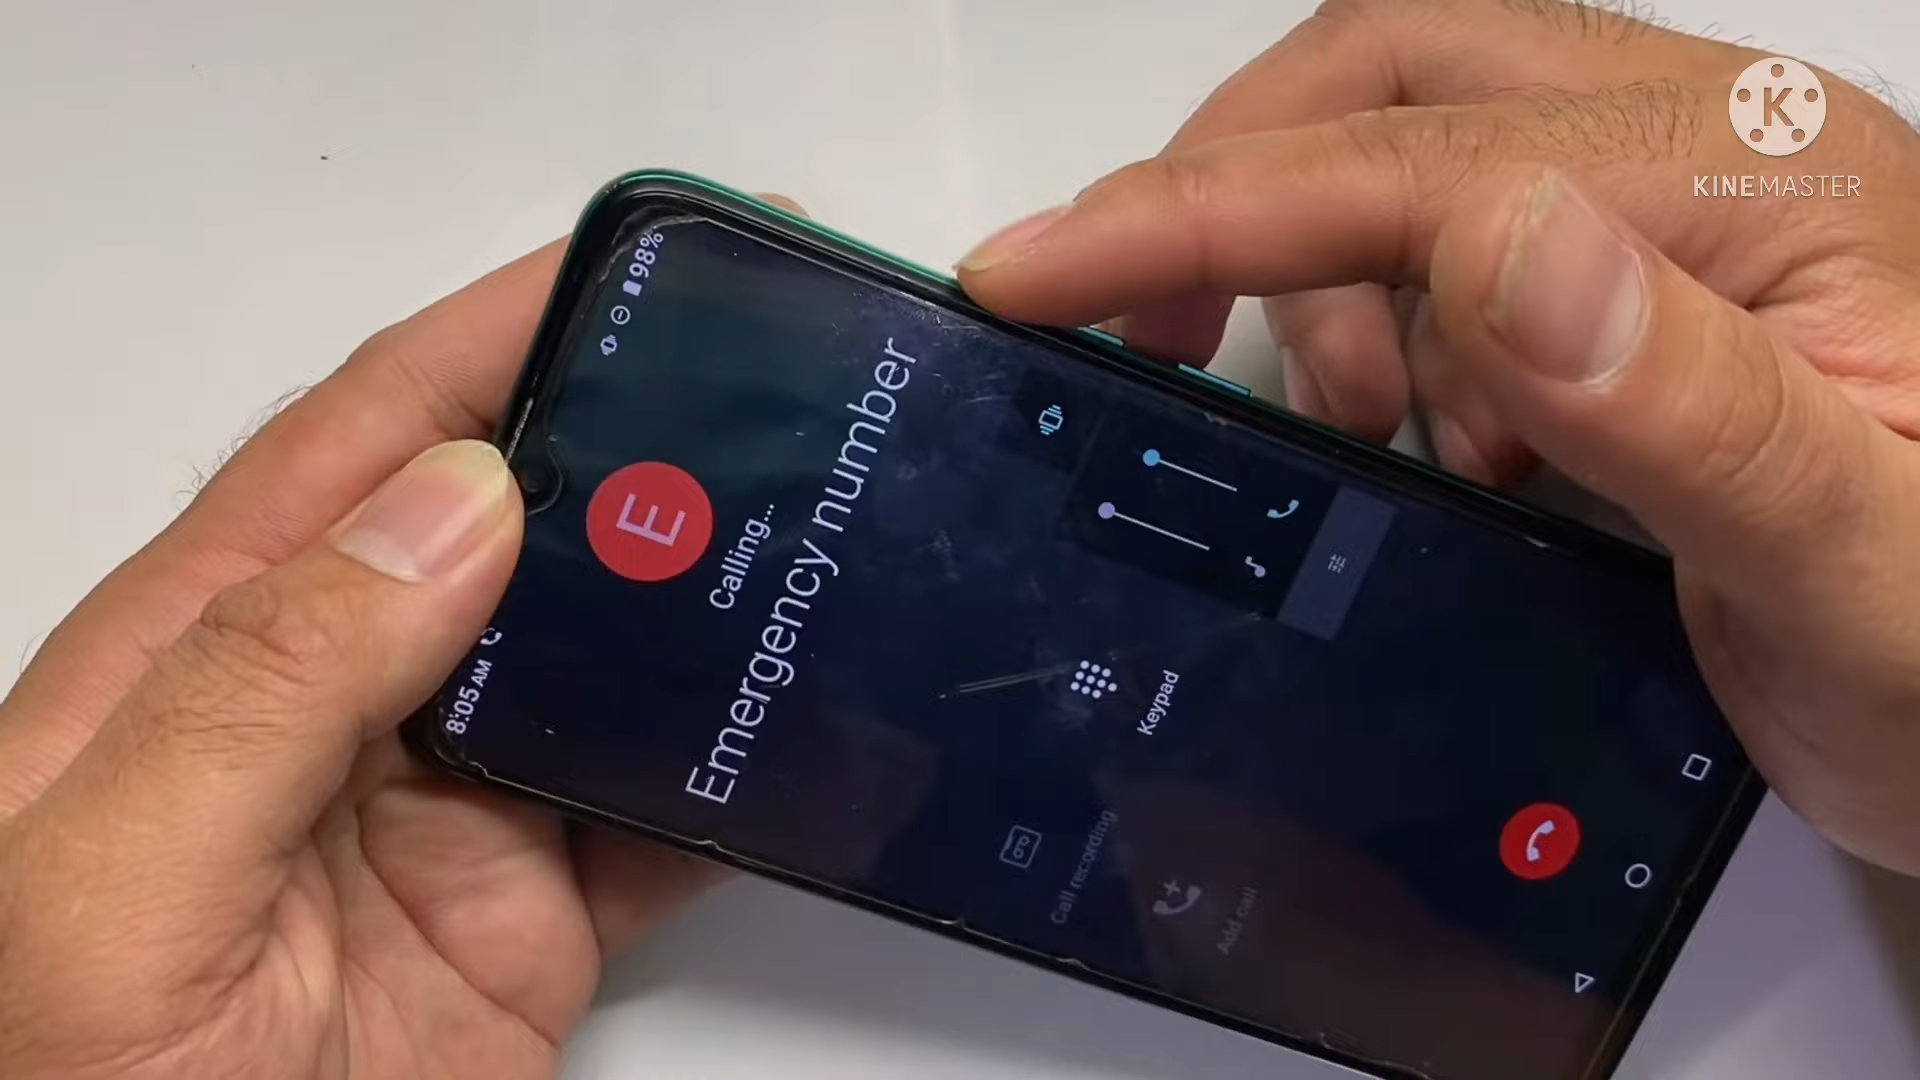 8:05 AM
98%
E
Calling...
Emergency number
Keypad
Call recording
Add call
K
KINEMASTER